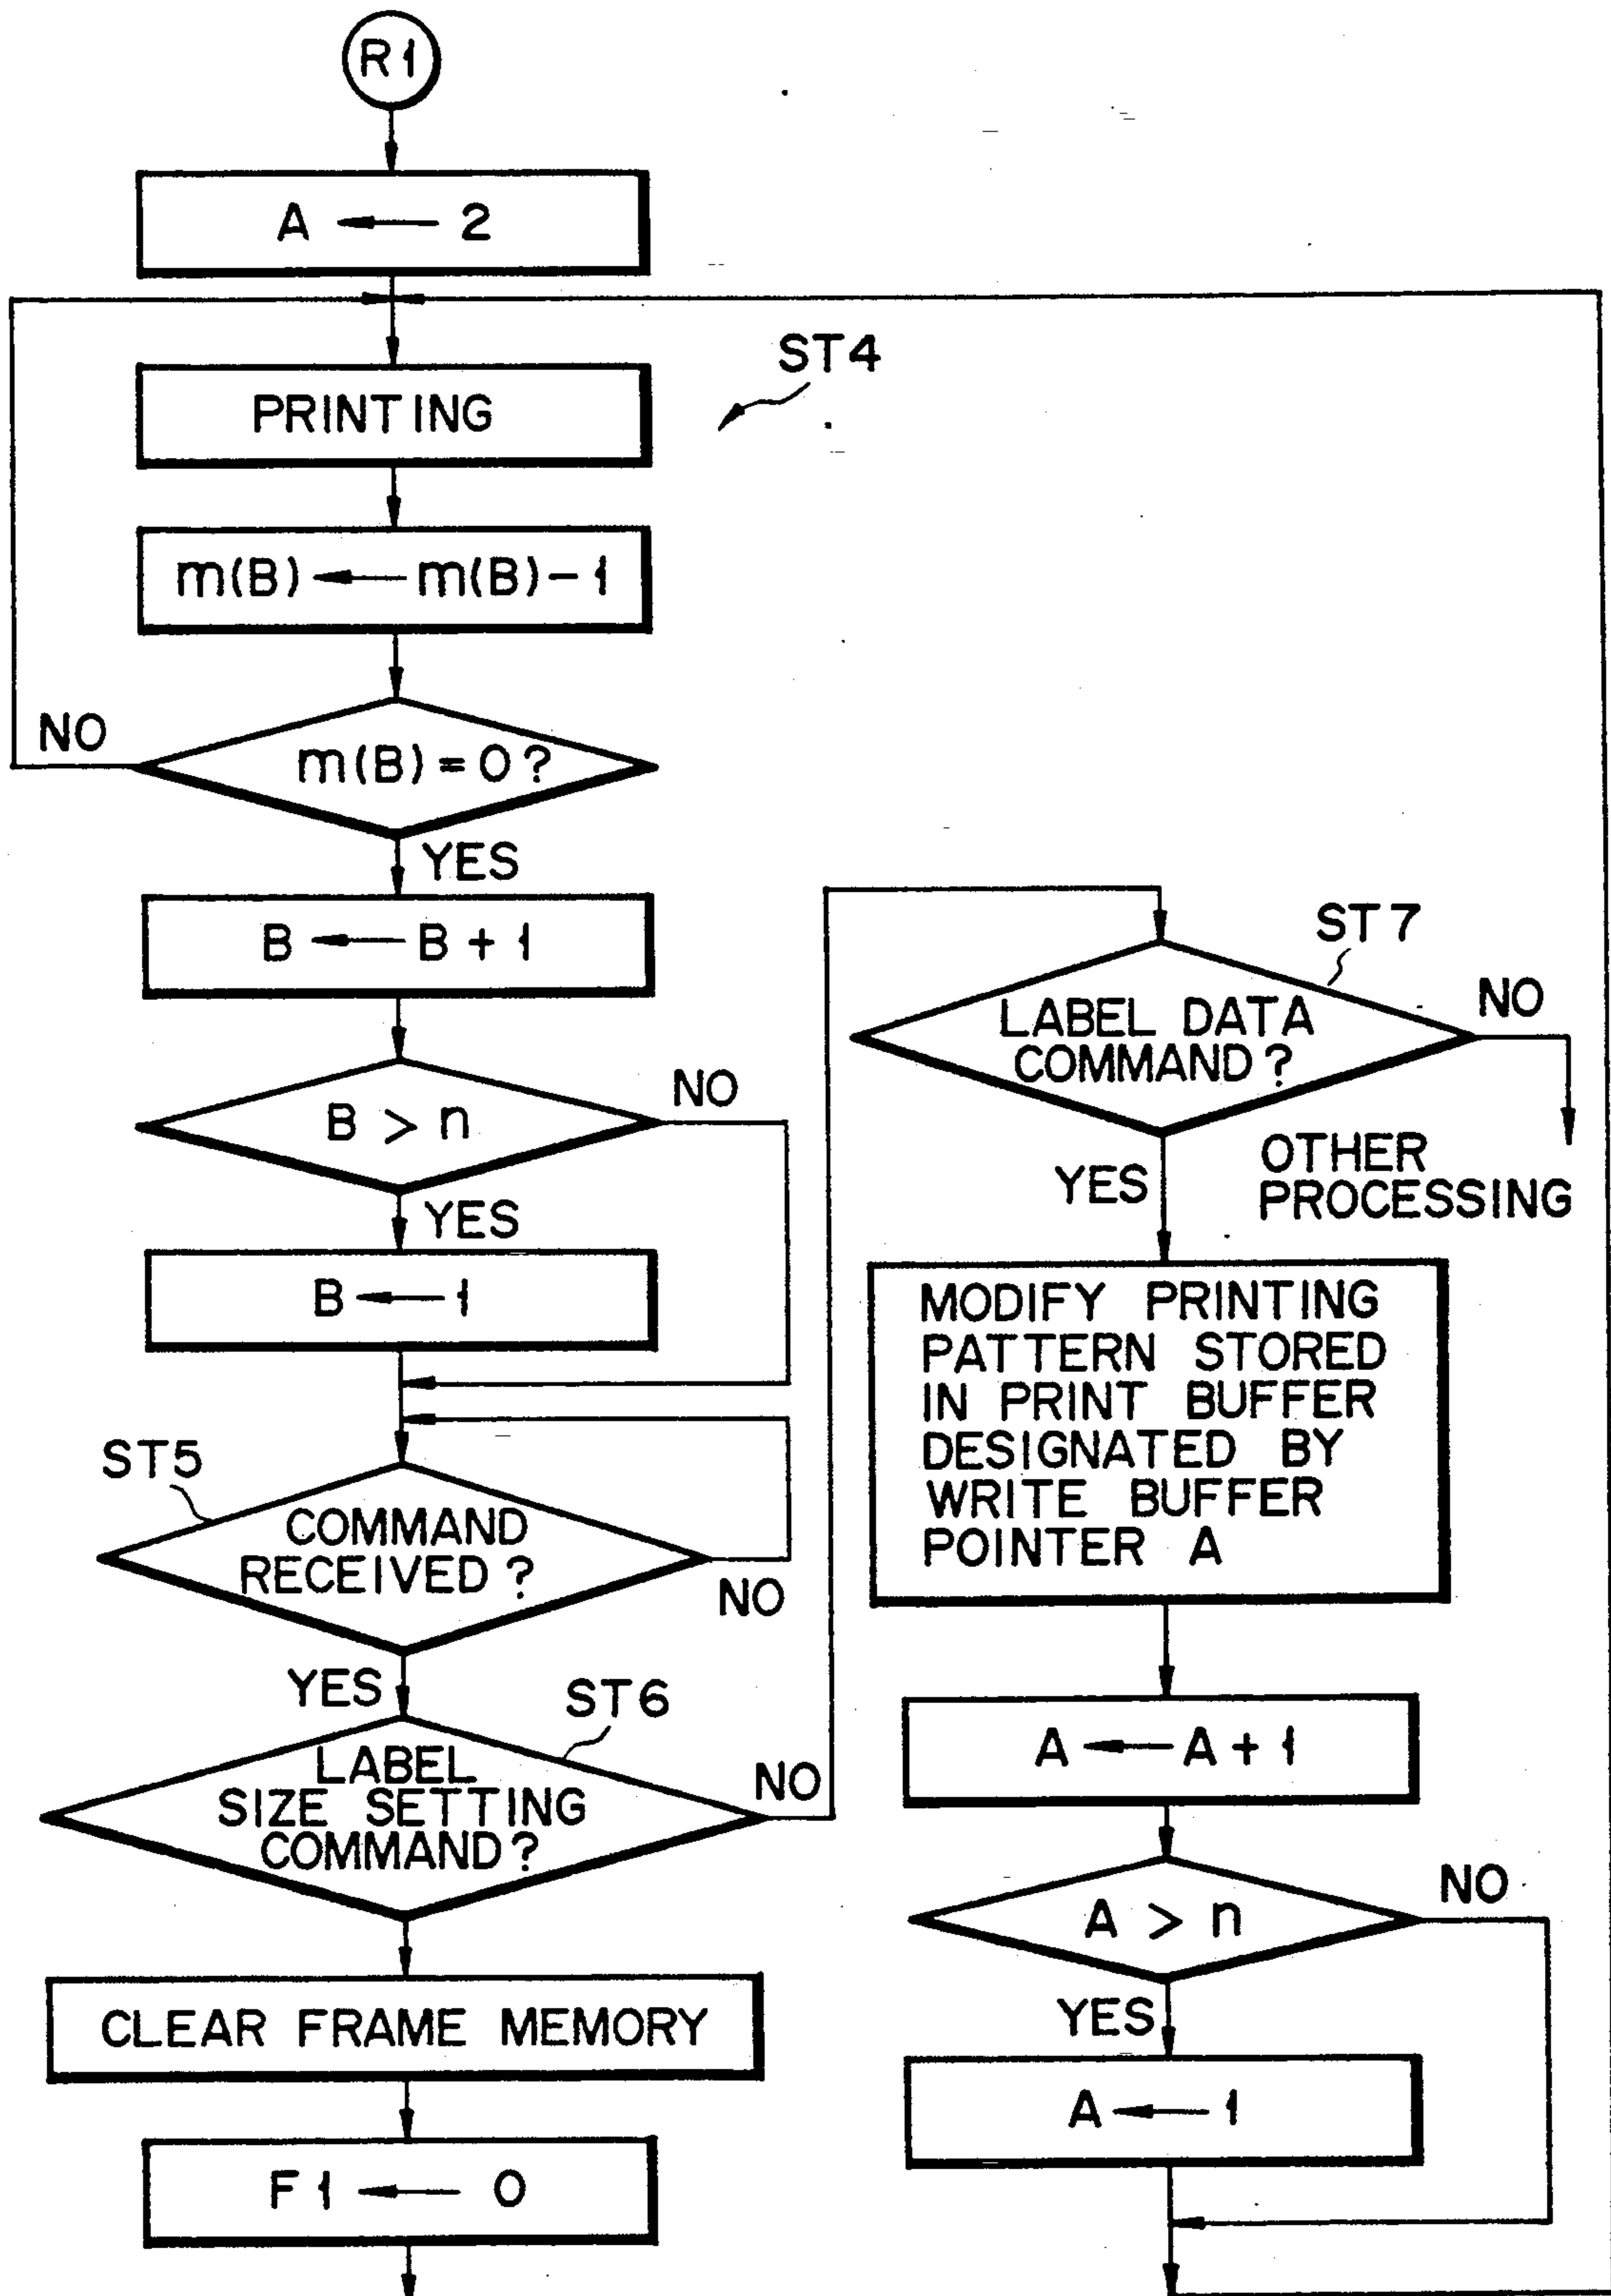 R1
A ← 2
PRINTING
ST4
m(B) ← m(B)-1
m(B)=0?
NO
YES
B ← B+1
B > n
NO
YES
B ← 1
ST5
COMMAND
RECEIVED?
NO
YES
ST6
LABEL
SIZE SETTING
COMMAND?
NO
CLEAR FRAME MEMORY
F1 ← 0
ST7
LABEL DATA
COMMAND?
NO
OTHER
PROCESSING
YES
MODIFY PRINTING
PATTERN STORED
IN PRINT BUFFER
DESIGNATED BY
WRITE BUFFER
POINTER A
A ← A+1
A > n
NO
YES
A ← 1